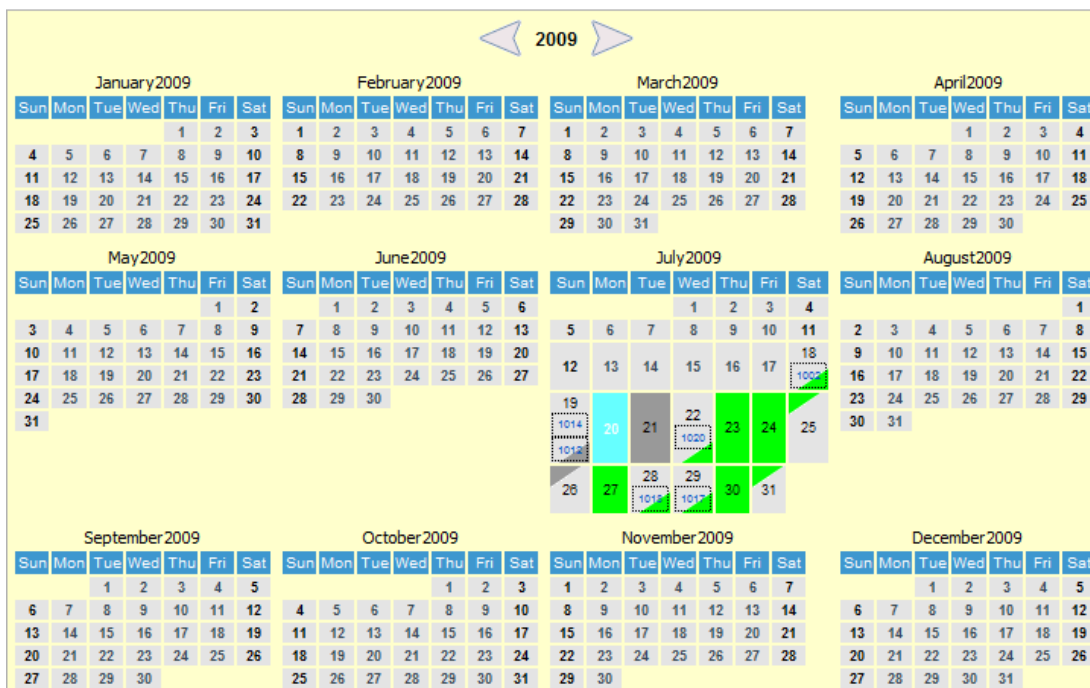 2009
January2009 February2009 March2009 April2009
Sun Mon Tue Wed Thu Fri Sat Sun Mon Tue Wed Thu Fri Sat Sun Mon Tue Wed Thu Fri Sat Sun Mon Tue Wed Thu Fri Sat
1 2 3 1 2 3 4 5 6 7 1 2 3 4 5 6 7 1 2 3 4
4 5 6 7 8 9 10 8 9 10 11 12 13 14 8 9 10 11 12 13 14 5 6 7 8 9 10 11
11 12 13 14 15 16 17 15 16 17 18 19 20 21 15 16 17 18 19 20 21 12 13 14 15 16 17 18
18 19 20 21 22 23 24 22 23 24 25 26 27 28 22 23 24 25 26 27 28 19 20 21 22 23 24 25
25 26 27 28 29 30 31 29 30 31 26 27 28 29 30
May2009 June2009 July2009 August2009
Sun Mon Tue Wed Thu Fri Sat Sun Mon Tue Wed Thu Fri Sat Sun Mon Tue Wed Thu Fri Sat Sun Mon Tue Wed Thu Fri Sat
1 2 1 2 3 4 5 6 1 2 3 4 1
3 4 5 6 7 8 9 7 8 9 10 11 12 13 5 6 7 8 9 10 11 2 3 4 5 6 7 8
10 11 12 13 14 15 16 14 15 16 17 18 19 20 12 13 14 15 16 17 18 9 10 11 12 13 14 15
1002
17 18 19 20 21 22 23 21 22 23 24 25 26 27 16 17 18 19 20 21 22
24 25 26 27 28 29 30 28 29 30 19 20 21 22 23 24 25 23 24 25 26 27 28 29
1014 1020
1012
31 30 31
26 27 28 29 30 31
1017
September2009 October2009 November2009 December2009
Sun Mon Tue Wed Thu Fri Sat Sun Mon Tue Wed Thu Fri Sat Sun Mon Tue Wed Thu Fri Sat Sun Mon Tue Wed Thu Fri Sat
1 2 3 4 5 1 2 3 1 2 3 4 5 6 7 1 2 3 4 5
6 7 8 9 10 11 12 4 5 6 7 8 9 10 8 9 10 11 12 13 14 6 7 8 9 10 11 12
13 14 15 16 17 18 19 11 12 13 14 15 16 17 15 16 17 18 19 20 21 13 14 15 16 17 18 19
20 21 22 23 24 25 26 18 19 20 21 22 23 24 22 23 24 25 26 27 28 20 21 22 23 24 25 26
27 28 29 30 25 26 27 28 29 30 31 29 30 27 28 29 30 31